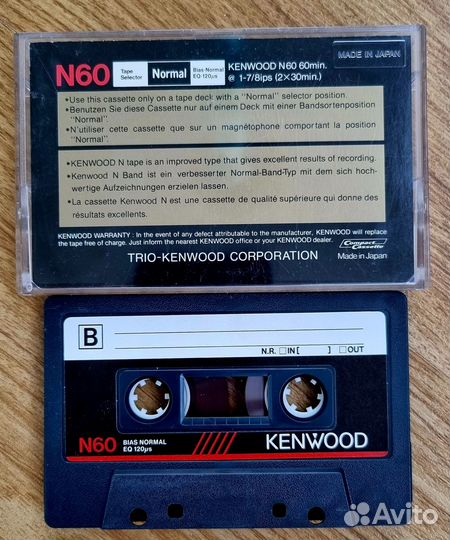 MADE IN JAPAN
N60 Tape Selector Normal Bias-Normal EQ 120µs KENWOOD N60 60min. @ 1-7/8ips (2×30min.)
•Use this cassette only on a tape deck with a "Normal" selector position.
•Benutzen Sie diese Cassette nur auf einem Deck mit einer Bandsortenposition
"Normal".
•N'utiliser cette cassette que sur un magnétophone comportant la position
"Normal".
•KENWOOD N tape is an improved type that gives excellent results of recording.
•Kenwood N Band ist ein verbesserter Normal-Band-Typ mit dem sich hoch-
wertige Aufzeichnungen erzielen lassen.
•La cassette Kenwood N est une cassette de qualité supérieure qui donne des
résultats excellents.
KENWOOD WARRANTY : In the event of any defect attributable to the manufacturer, KENWOOD will replace
the tape free of charge. Just inform the nearest KENWOOD office or your KENWOOD dealer.
Compact Cassette
TRIO-KENWOOD CORPORATION Made in Japan
B
N.R. □IN [ ] □OUT
N60 BIAS NORMAL EQ 120µs KENWOOD
Avito